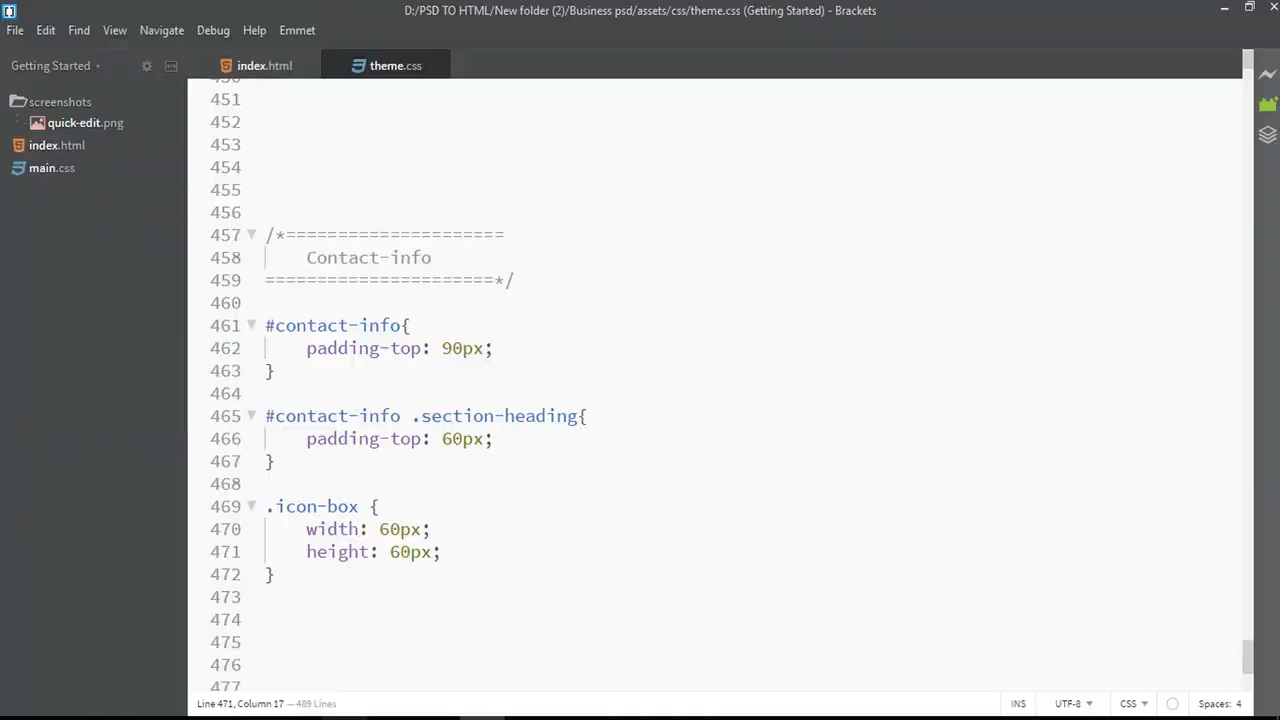 D:/PSD TO HTML/New folder (2)/Business psd/assets/css/theme.css (Getting Started) - Brackets
File Edit Find View Navigate Debug Help Emmet
Getting Started
index.html
theme.css
screenshots
quick-edit.png
index.html
main.css
450
451
452
453
454
455
456
457 /*=====================
458 Contact-info
459 ======================*/
460
461 #contact-info{
462 padding-top: 90px;
463 }
464
465 #contact-info .section-heading{
466 padding-top: 60px;
467 }
468
469 .icon-box {
470 width: 60px;
471 height: 60px;
472 }
473
474
475
476
477
Line 471, Column 17 — 489 Lines
INS UTF-8 CSS Spaces: 4